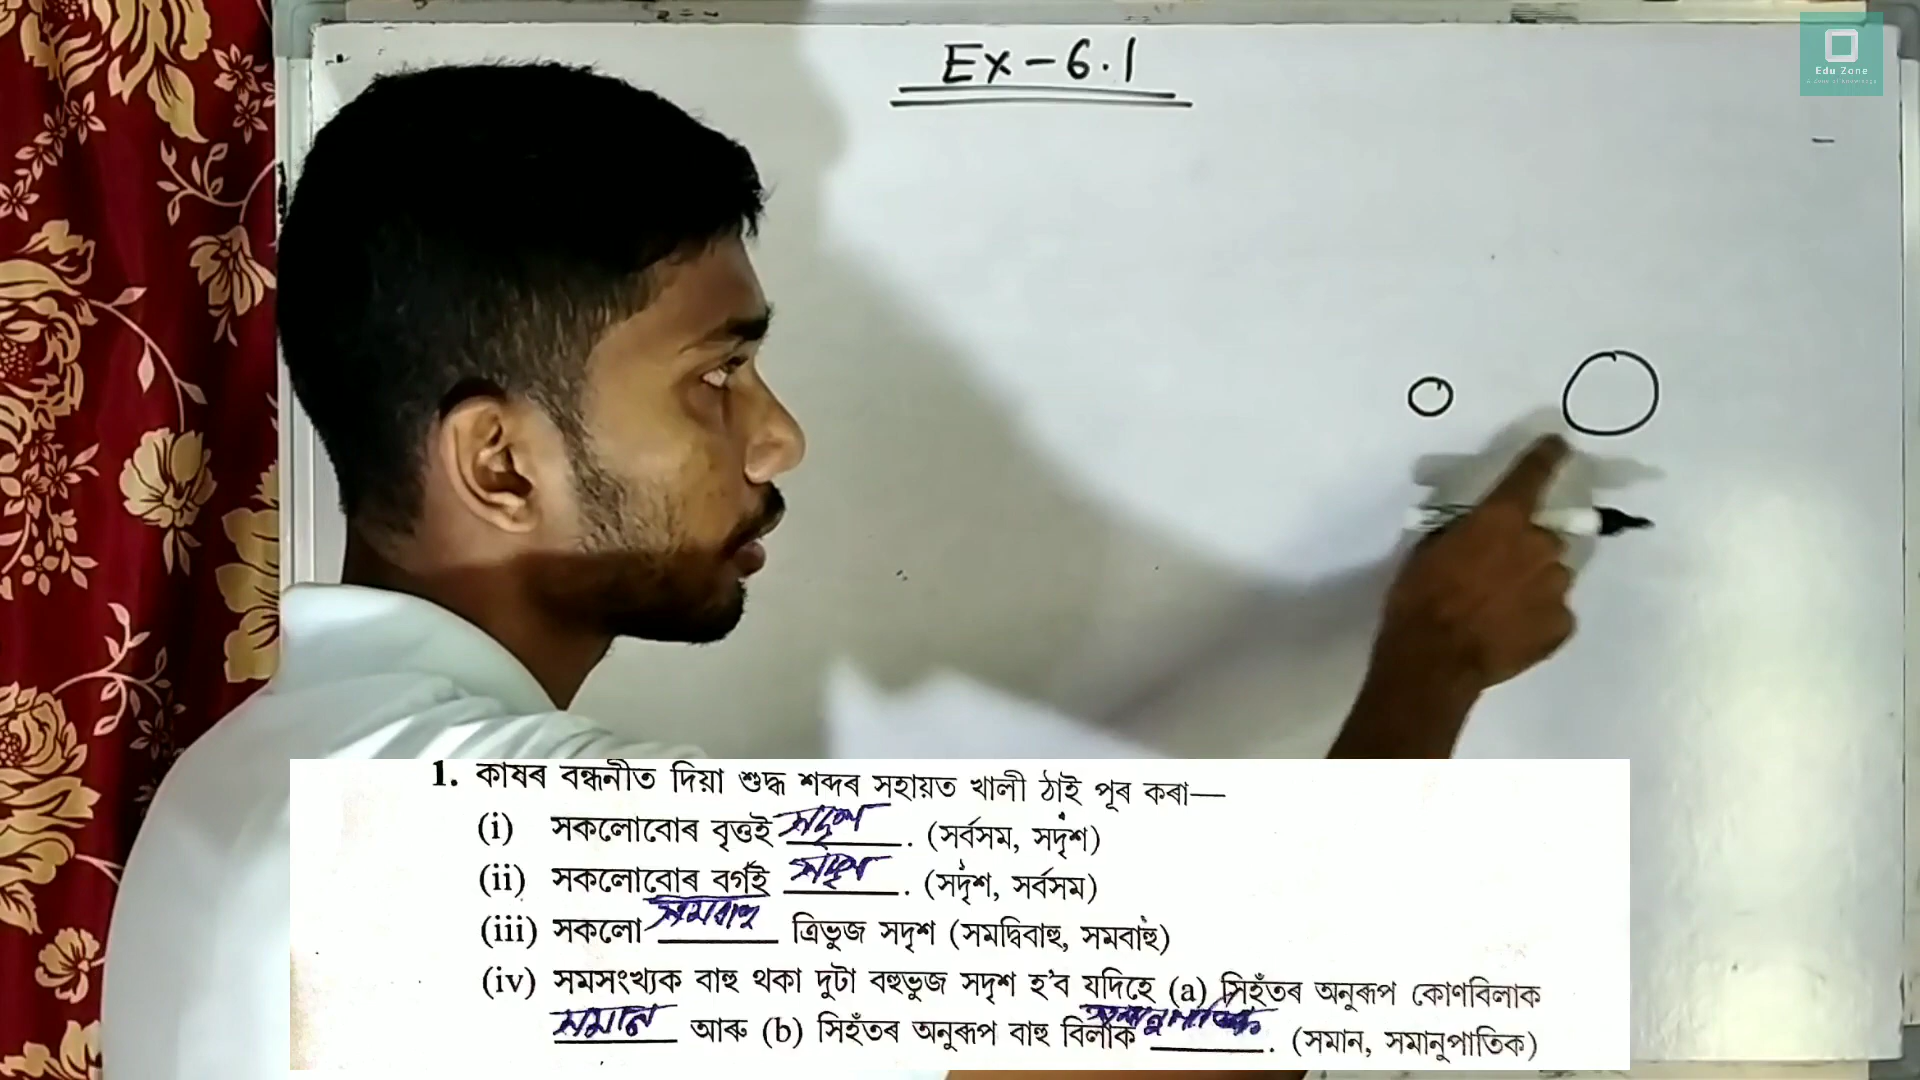 Ex-6.1
Edu Zone
1. কাষৰ বন্ধনীত দিয়া শুদ্ধ শব্দৰ সহায়ত খালী ঠাই পূৰ কৰা—
(i) সকলোবোৰ বৃত্তই সদৃশ. (সৰ্বসম, সদৃশ)
(ii) সকলোবোৰ বৰ্গই সদৃশ. (সদৃশ, সৰ্বসম)
(iii) সকলো সমবাহু ত্ৰিভুজ সদৃশ (সমদ্বিবাহু, সমবাহু)
(iv) সমসংখ্যক বাহু থকা দুটা বহুভুজ সদৃশ হ'ব যদিহে (a) সিহঁতৰ অনুৰূপ কোণবিলাক
সমান আৰু (b) সিহঁতৰ অনুৰূপ বাহু বিলাক সমানুপাতিক. (সমান, সমানুপাতিক)